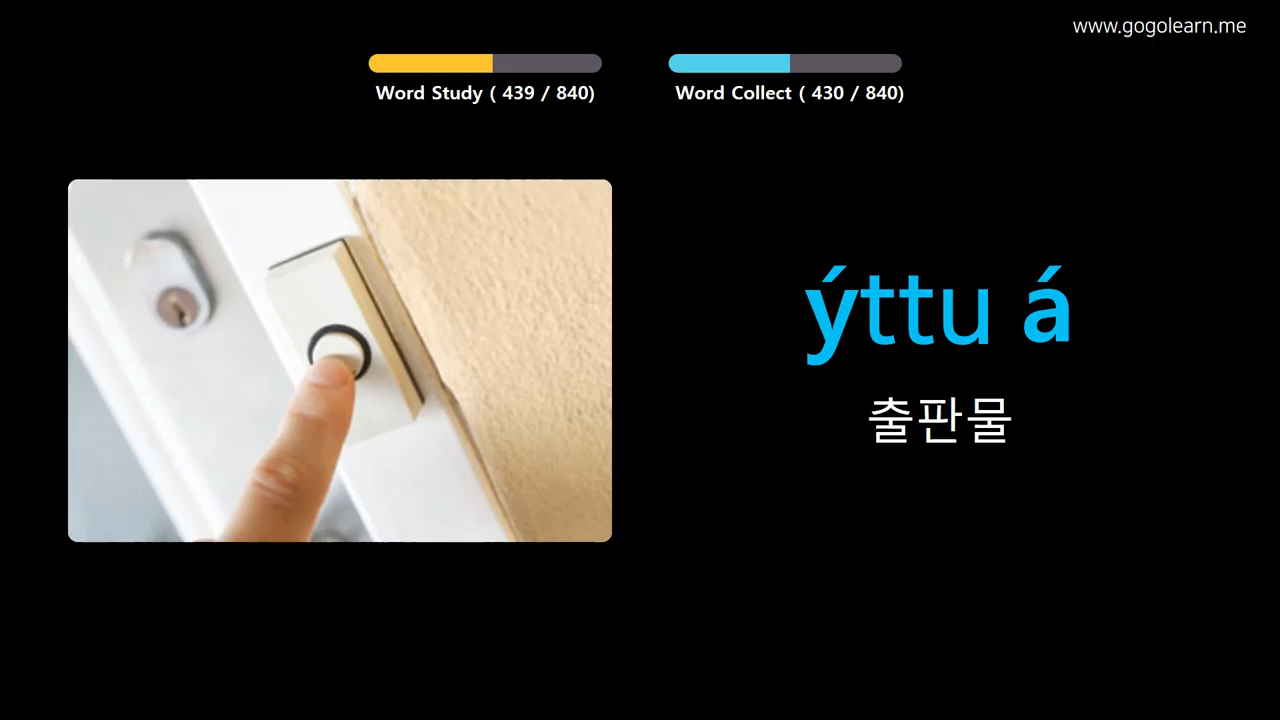 www.gogolearn.me
Word Study ( 439 / 840)
Word Collect ( 430 / 840)
ýttu á
출판물